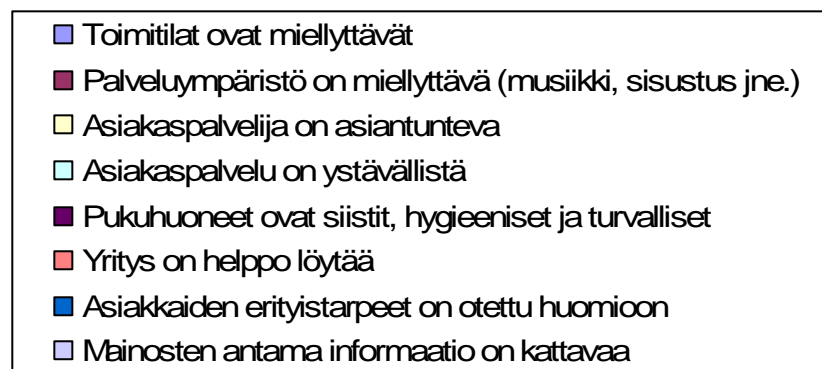 Toimitilat ovat miellyttävät
Palveluympäristö on miellyttävä (musiikki, sisustus jne.)
Asiakaspalvelija on asiantunteva
Asiakaspalvelu on ystävällistä
Pukuhuoneet ovat siistit, hygieeniset ja turvalliset
Yritys on helppo löytää
Asiakkaiden erityistarpeet on otettu huomioon
Mainosten antama informaatio on kattavaa